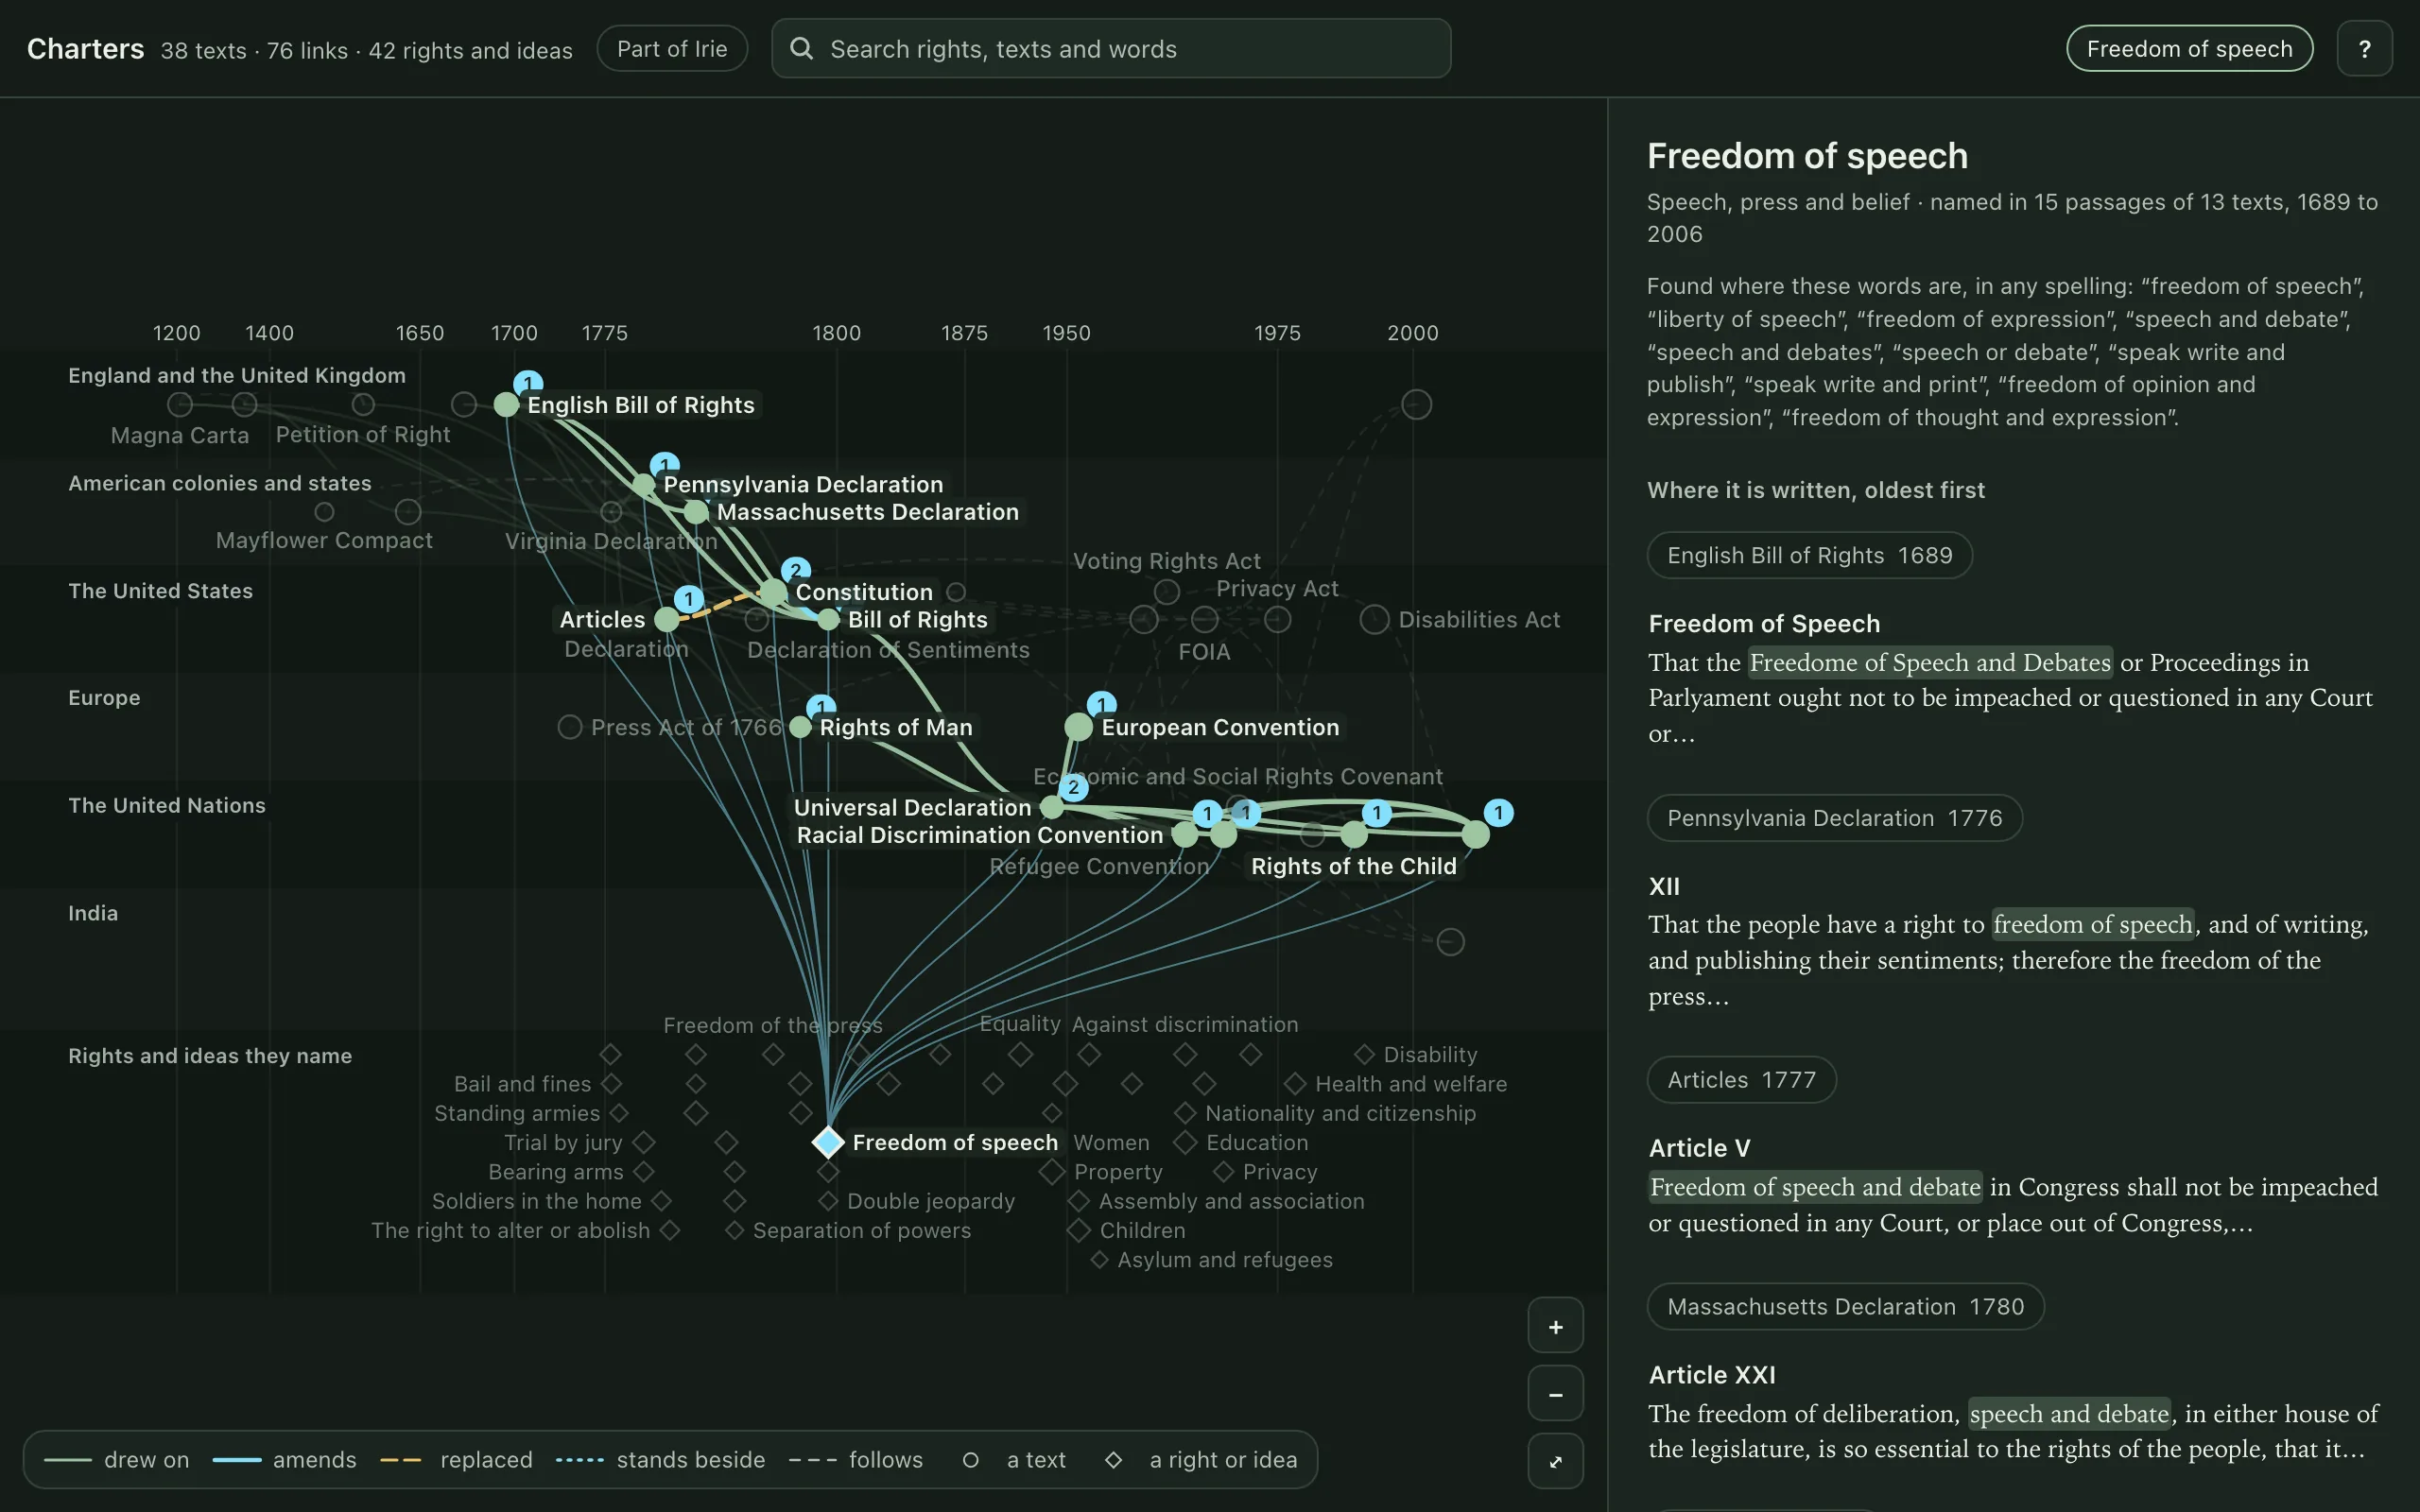 Charters 38 texts · 76 links · 42 rights and ideas Part of Irie Search rights, texts and words Freedom of speech ?
1200 1400 1650 1700 1775 1800 1875 1950 1975 2000
England and the United Kingdom
1
English Bill of Rights
Magna Carta Petition of Right
1
American colonies and states
Pennsylvania Declaration
Massachusetts Declaration
Mayflower Compact Virginia Declaration
Voting Rights Act
2
The United States
Constitution
Privacy Act
1
Articles
Bill of Rights
Disabilities Act
Declaration
Declaration of Sentiments
FOIA
Europe
1
1
Press Act of 1766
Rights of Man
European Convention
Economic and Social Rights Covenant
2
The United Nations
Universal Declaration
1 1 1 1
Racial Discrimination Convention
Refugee Convention
Rights of the Child
India
Freedom of the press Equality Against discrimination
Rights and ideas they name
Disability
Bail and fines
Health and welfare
Standing armies
Nationality and citizenship
Trial by jury
Freedom of speech
Women
Education
Bearing arms
Property
Privacy
Soldiers in the home
Double jeopardy
Assembly and association
The right to alter or abolish
Separation of powers
Children
Asylum and refugees
+
−
drew on amends replaced stands beside follows a text a right or idea
Freedom of speech
Speech, press and belief · named in 15 passages of 13 texts, 1689 to
2006
Found where these words are, in any spelling: “freedom of speech”,
“liberty of speech”, “freedom of expression”, “speech and debate”,
“speech and debates”, “speech or debate”, “speak write and
publish”, “speak write and print”, “freedom of opinion and
expression”, “freedom of thought and expression”.
Where it is written, oldest first
English Bill of Rights 1689
Freedom of Speech
That the Freedome of Speech and Debates or Proceedings in
Parlyament ought not to be impeached or questioned in any Court
or…
Pennsylvania Declaration 1776
XII
That the people have a right to freedom of speech, and of writing,
and publishing their sentiments; therefore the freedom of the
press…
Articles 1777
Article V
Freedom of speech and debate in Congress shall not be impeached
or questioned in any Court, or place out of Congress,…
Massachusetts Declaration 1780
Article XXI
The freedom of deliberation, speech and debate, in either house of
the legislature, is so essential to the rights of the people, that it…